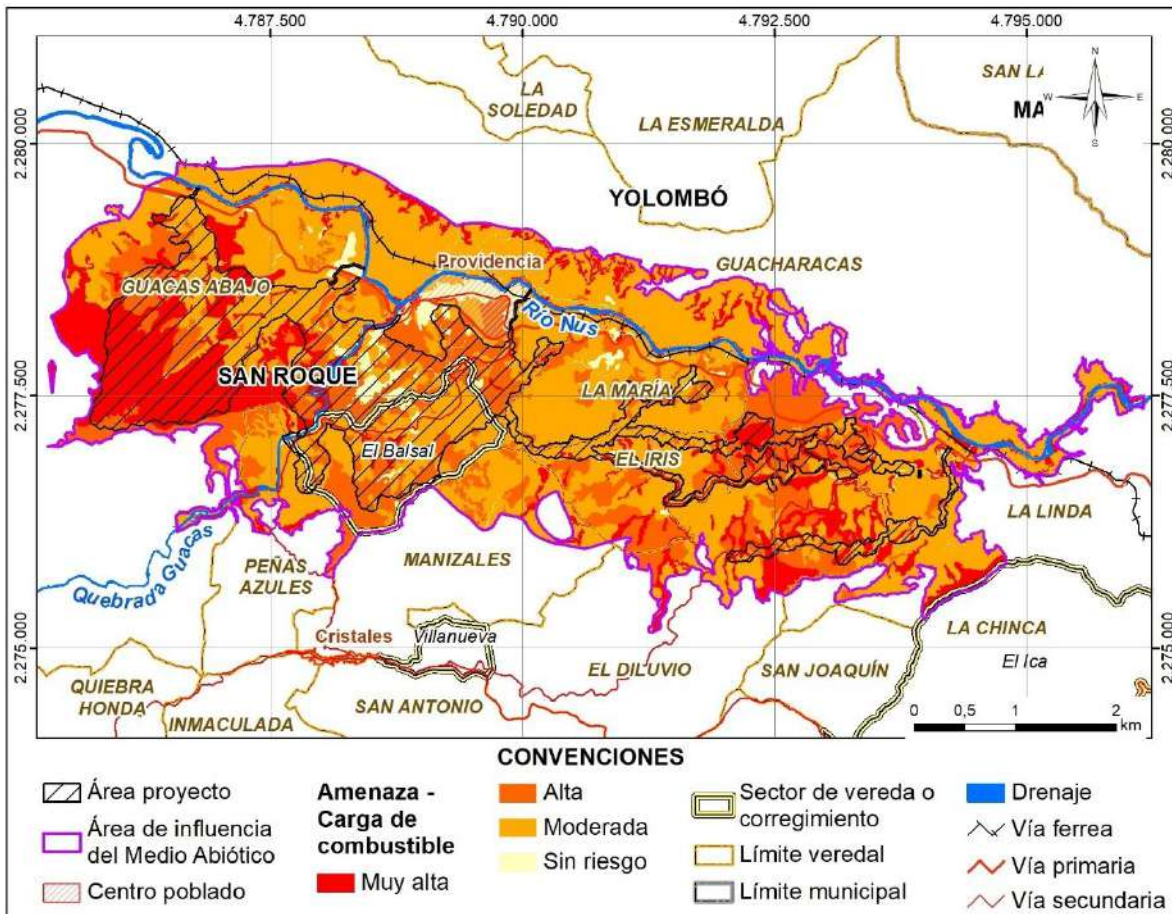 4.787.500
4.790.000
4.792.500
4.795.000
2.280.000
2.280.000
2.277.500
2.277.500
2.275.000
2.275.000
N
W
E
S
LA
SOLEDAD
SAN LA
MA
LA ESMERALDA
YOLOMBÓ
Providencia
GUACHARACAS
GUACAS ABAJO
Río Nus
SAN ROQUE
LA MARÍA
El Balsal
EL IRIS
LA LINDA
MANIZALES
PEÑAS
AZULES
Quebrada Guacas
Cristales
Villanueva
LA CHINCA
El Ica
EL DILUVIO
SAN JOAQUÍN
QUIEBRA
HONDA
INMACULADA
SAN ANTONIO
0 0,5 1 2
km
CONVENCIONES
Área proyecto
Área de influencia
del Medio Abiótico
Centro poblado
Amenaza -
Carga de
combustible
Muy alta
Alta
Moderada
Sin riesgo
Sector de vereda o
corregimiento
Límite veredal
Límite municipal
Drenaje
Vía ferrea
Vía primaria
Vía secundaria